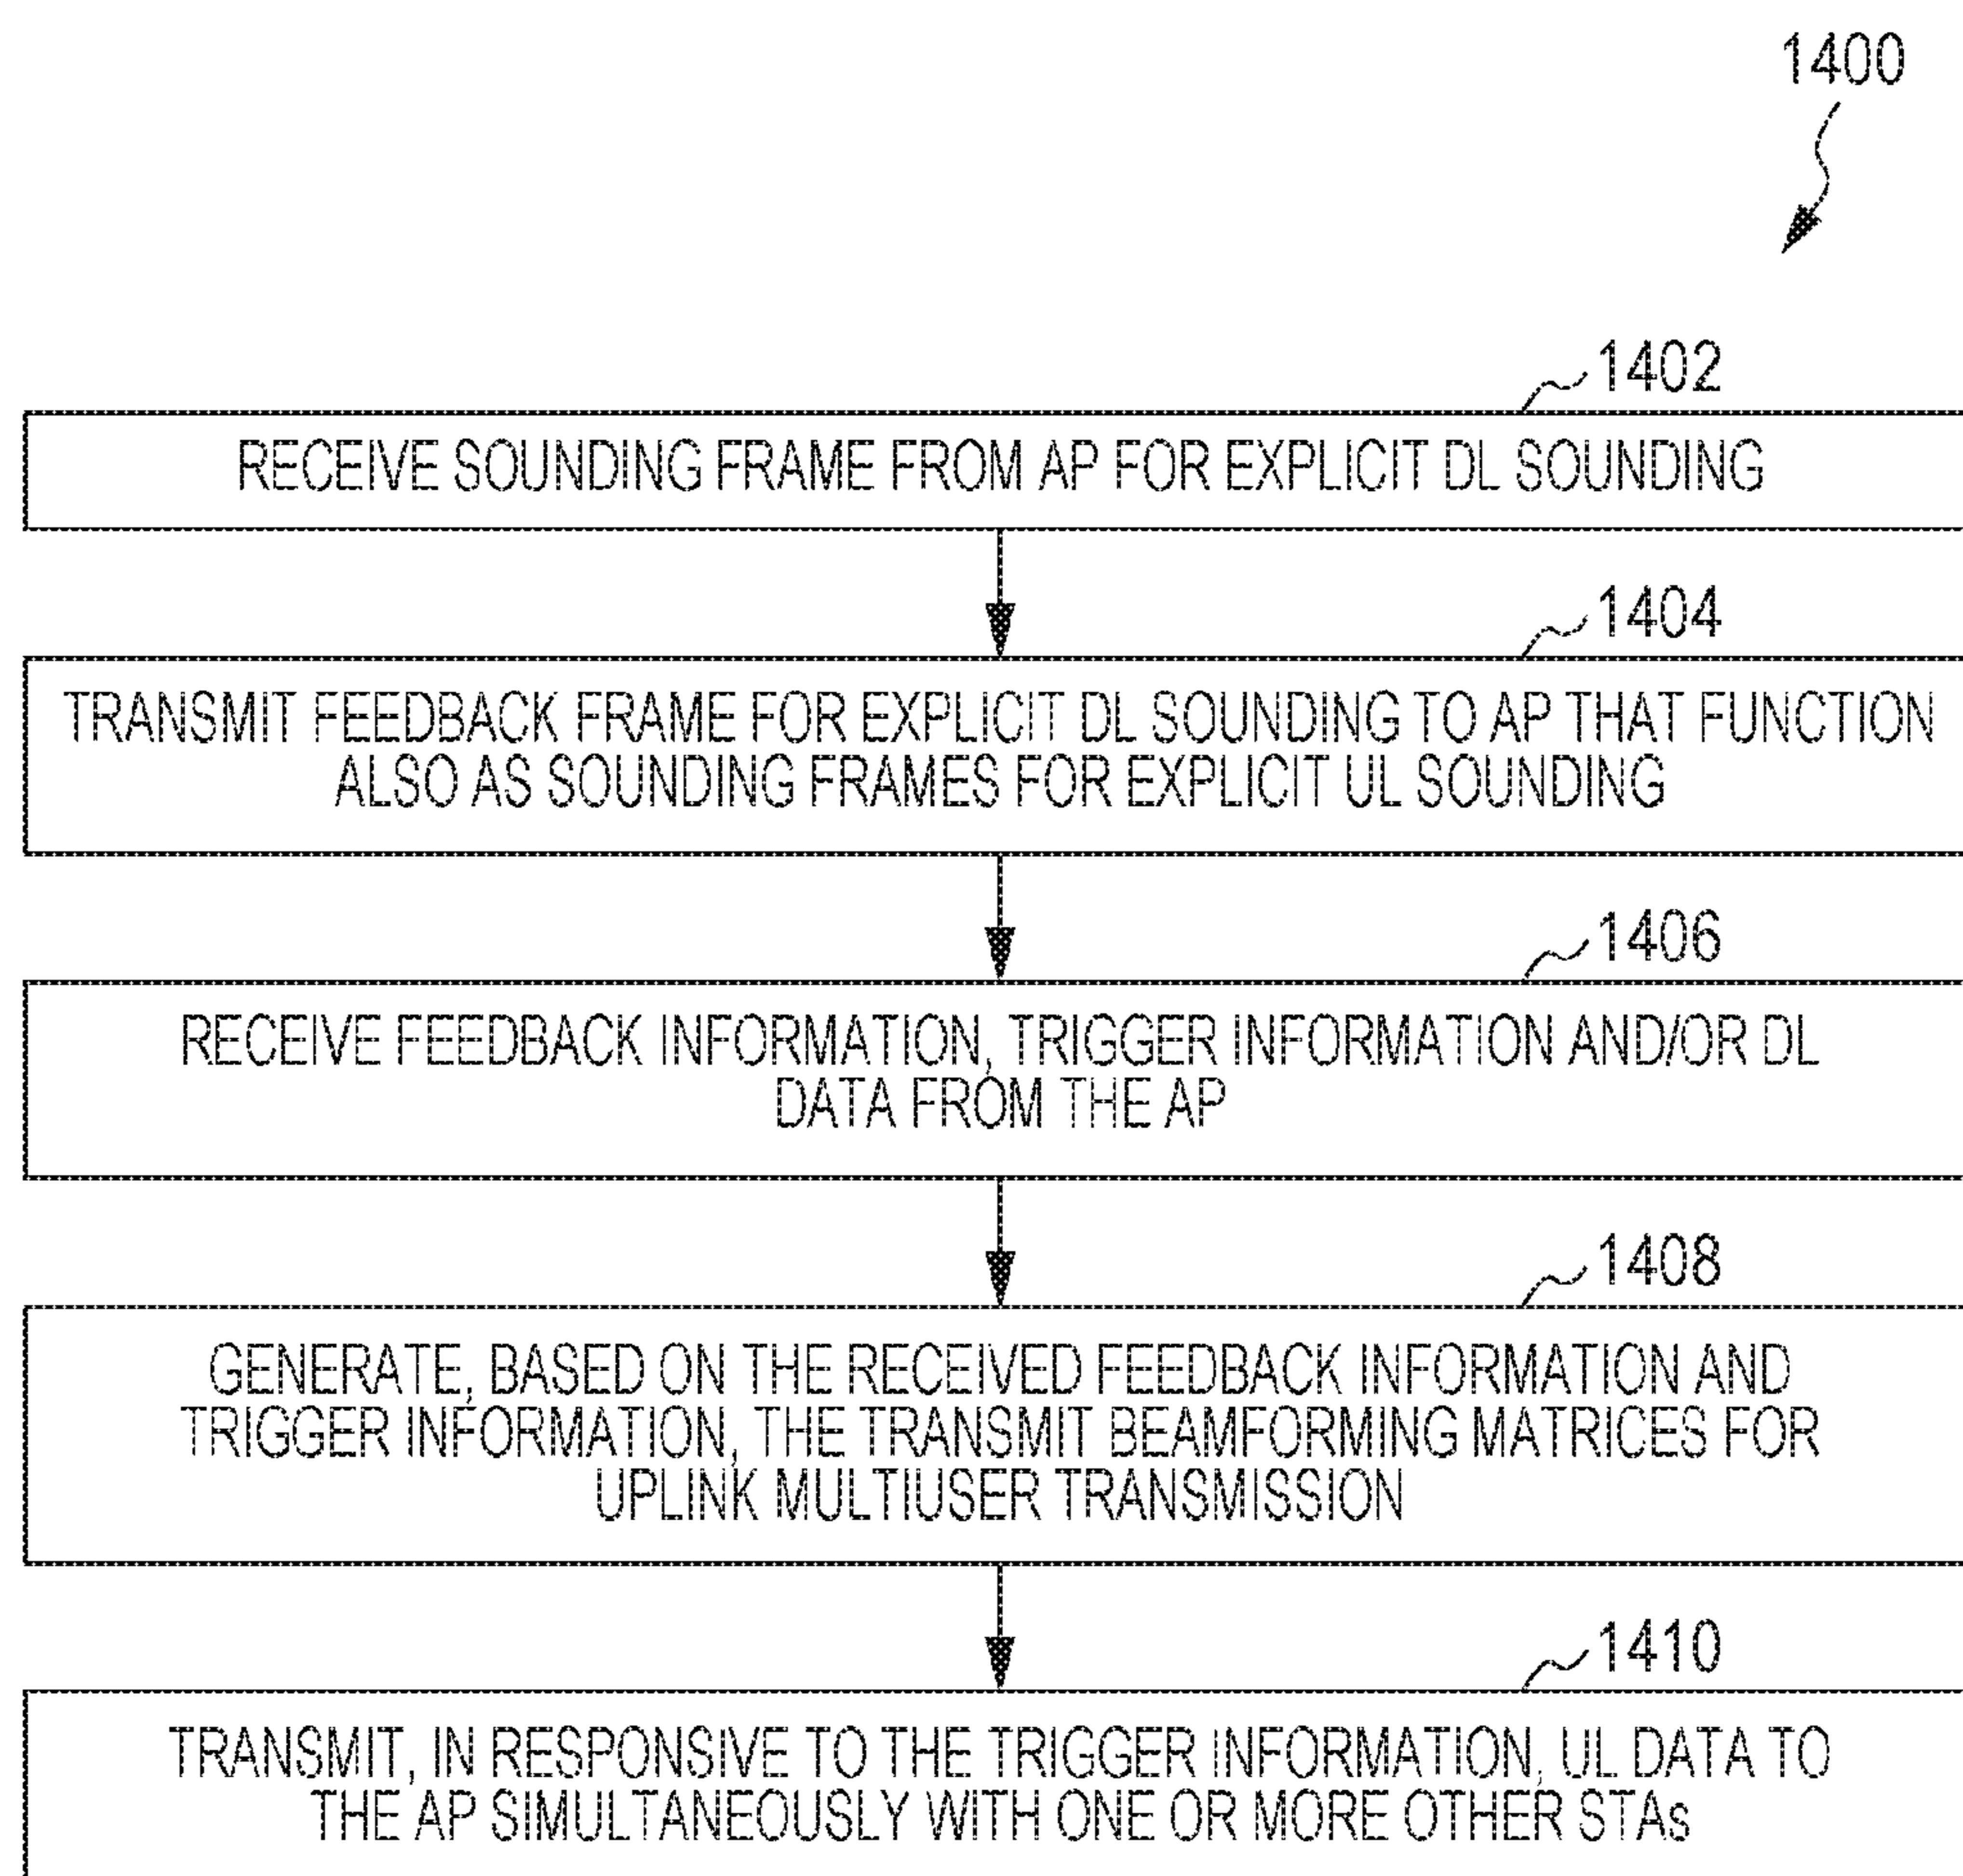 1400
1402
RECEIVE SOUNDING FRAME FROM AP FOR EXPLICIT DL SOUNDING
1404
TRANSMIT FEEDBACK FRAME FOR EXPLICIT DL SOUNDING TO AP THAT FUNCTION
ALSO AS SOUNDING FRAMES FOR EXPLICIT UL SOUNDING
1406
RECEIVE FEEDBACK INFORMATION, TRIGGER INFORMATION AND/OR DL
DATA FROM THE AP
1408
GENERATE, BASED ON THE RECEIVED FEEDBACK INFORMATION AND
TRIGGER INFORMATION, THE TRANSMIT BEAMFORMING MATRICES FOR
UPLINK MULTIUSER TRANSMISSION
1410
TRANSMIT, IN RESPONSIVE TO THE TRIGGER INFORMATION, UL DATA TO
THE AP SIMULTANEOUSLY WITH ONE OR MORE OTHER STAs